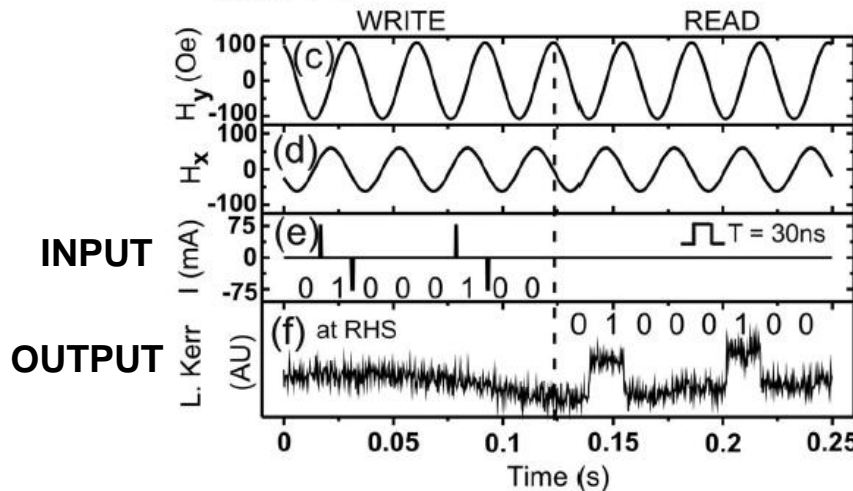 WRITE READ
(c)
H_y (Oe)
100
0
-100
(d)
H_x
100
0
-100
INPUT
(e)
I (mA)
75
0
-75
T = 30ns
0 1 0 0 0 1 0 0
OUTPUT
(f) at RHS
L. Kerr
(AU)
0 1 0 0 0 1 0 0
0 0.05 0.1 0.15 0.2 0.25
Time (s)